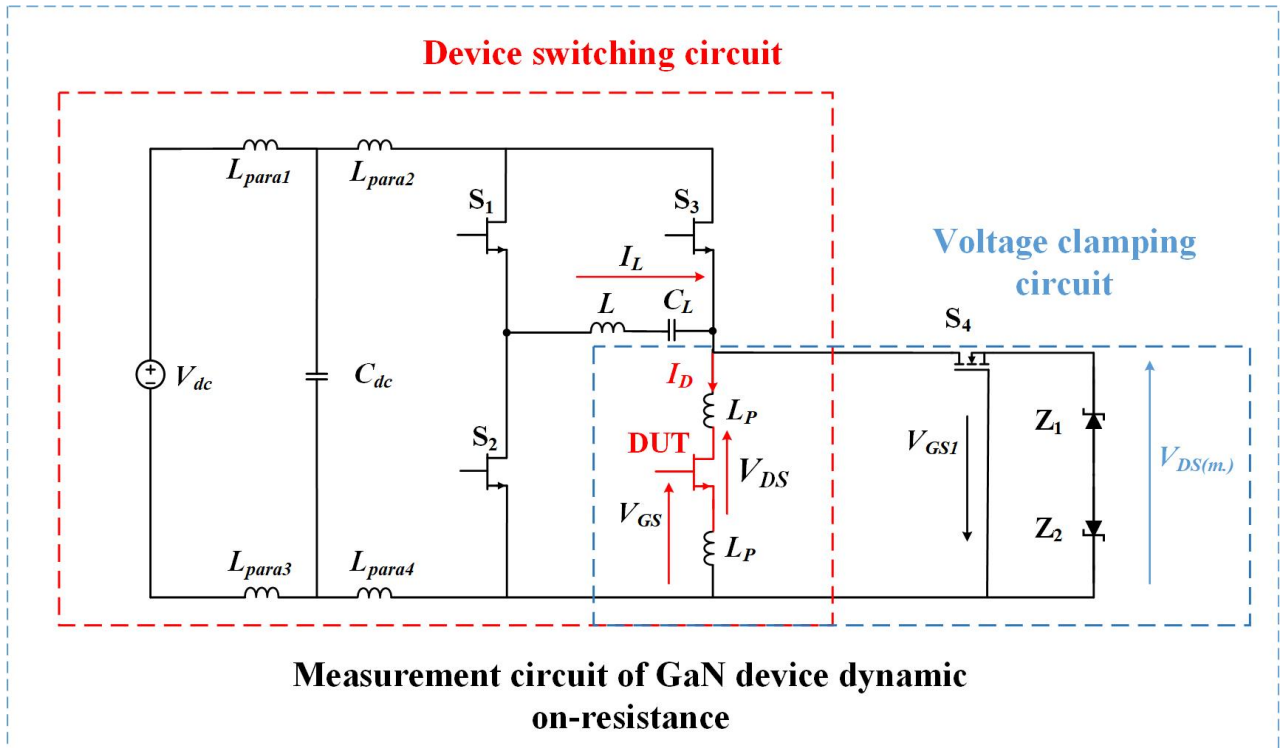 Device switching circuit
L_para1
L_para2
S1
S3
Voltage clamping
circuit
I_L
L
C_L
S4
V_dc
C_dc
I_D
L_P
S2
DUT
V_DS
V_GS
V_GS1
Z1
V_DS(m.)
Z2
L_P
L_para3
L_para4
Measurement circuit of GaN device dynamic
on-resistance